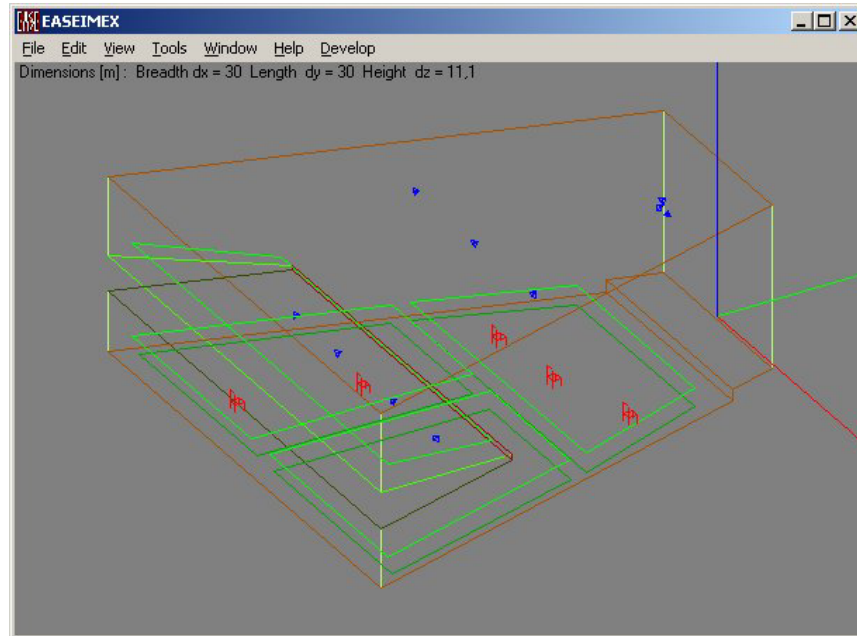 EASEIMEX
File Edit View Tools Window Help Develop
Dimensions [m] : Breadth dx = 30 Length dy = 30 Height dz = 11,1